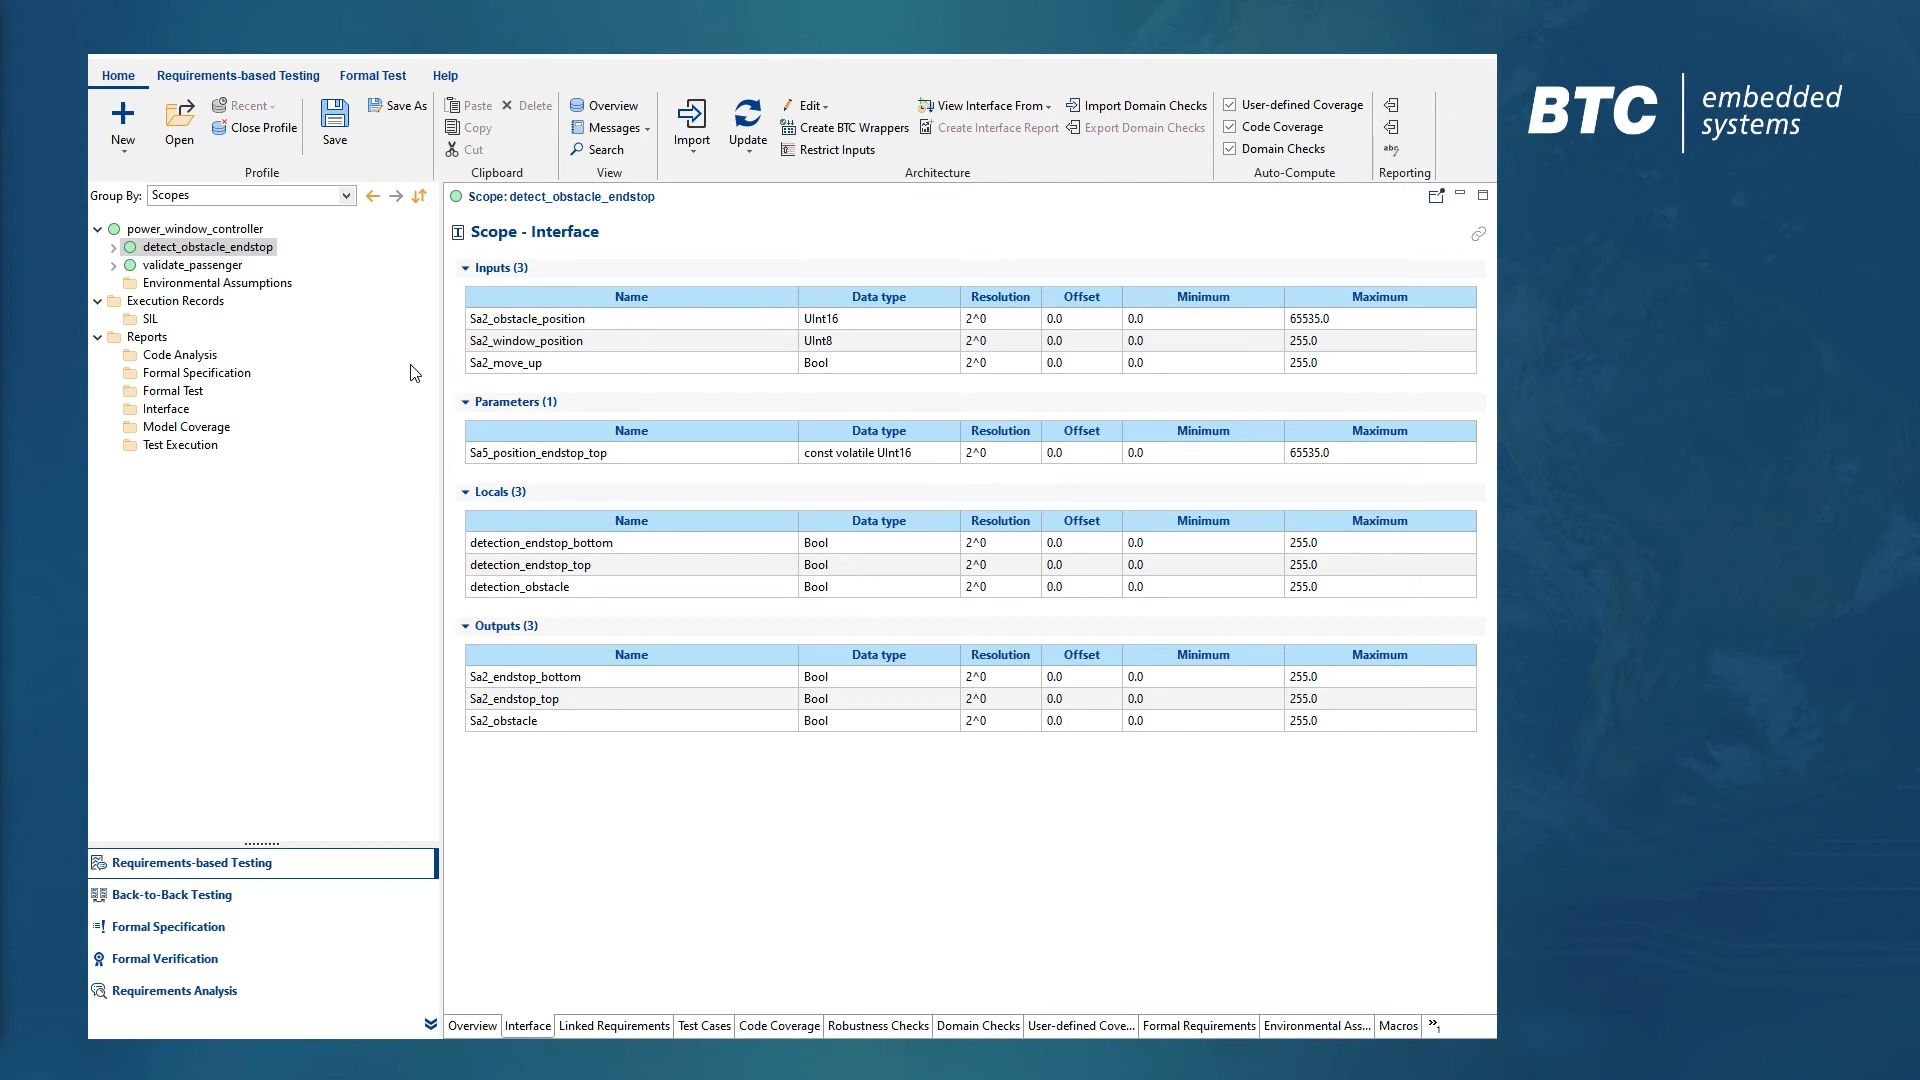 Home Requirements-based Testing Formal Test Help
New Open Recent Close Profile Save Save As
Profile
Paste Delete
Copy
Cut
Clipboard
Overview
Messages
Search
View
Import Update
Edit View Interface From Import Domain Checks
Create BTC Wrappers Create Interface Report Export Domain Checks
Restrict Inputs
Architecture
User-defined Coverage
Code Coverage
Domain Checks
Auto-Compute
abc
Reporting
BTC embedded
systems
Group By: Scopes
power_window_controller
detect_obstacle_endstop
validate_passenger
Environmental Assumptions
Execution Records
SIL
Reports
Code Analysis
Formal Specification
Formal Test
Interface
Model Coverage
Test Execution
Requirements-based Testing
Back-to-Back Testing
Formal Specification
Formal Verification
Requirements Analysis
Scope: detect_obstacle_endstop
Scope - Interface
Inputs (3)
Name Data type Resolution Offset Minimum Maximum
Sa2_obstacle_position UInt16 2^0 0.0 0.0 65535.0
Sa2_window_position UInt8 2^0 0.0 0.0 255.0
Sa2_move_up Bool 2^0 0.0 0.0 255.0
Parameters (1)
Name Data type Resolution Offset Minimum Maximum
Sa5_position_endstop_top const volatile UInt16 2^0 0.0 0.0 65535.0
Locals (3)
Name Data type Resolution Offset Minimum Maximum
detection_endstop_bottom Bool 2^0 0.0 0.0 255.0
detection_endstop_top Bool 2^0 0.0 0.0 255.0
detection_obstacle Bool 2^0 0.0 0.0 255.0
Outputs (3)
Name Data type Resolution Offset Minimum Maximum
Sa2_endstop_bottom Bool 2^0 0.0 0.0 255.0
Sa2_endstop_top Bool 2^0 0.0 0.0 255.0
Sa2_obstacle Bool 2^0 0.0 0.0 255.0
Overview Interface Linked Requirements Test Cases Code Coverage Robustness Checks Domain Checks User-defined Cove... Formal Requirements Environmental Ass... Macros »1